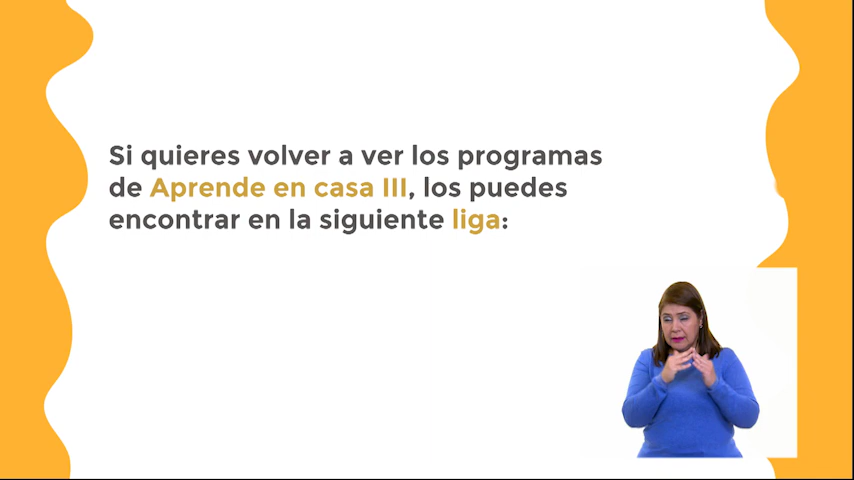 Si quieres volver a ver los programas
de Aprende en casa III, los puedes
encontrar en la siguiente liga: